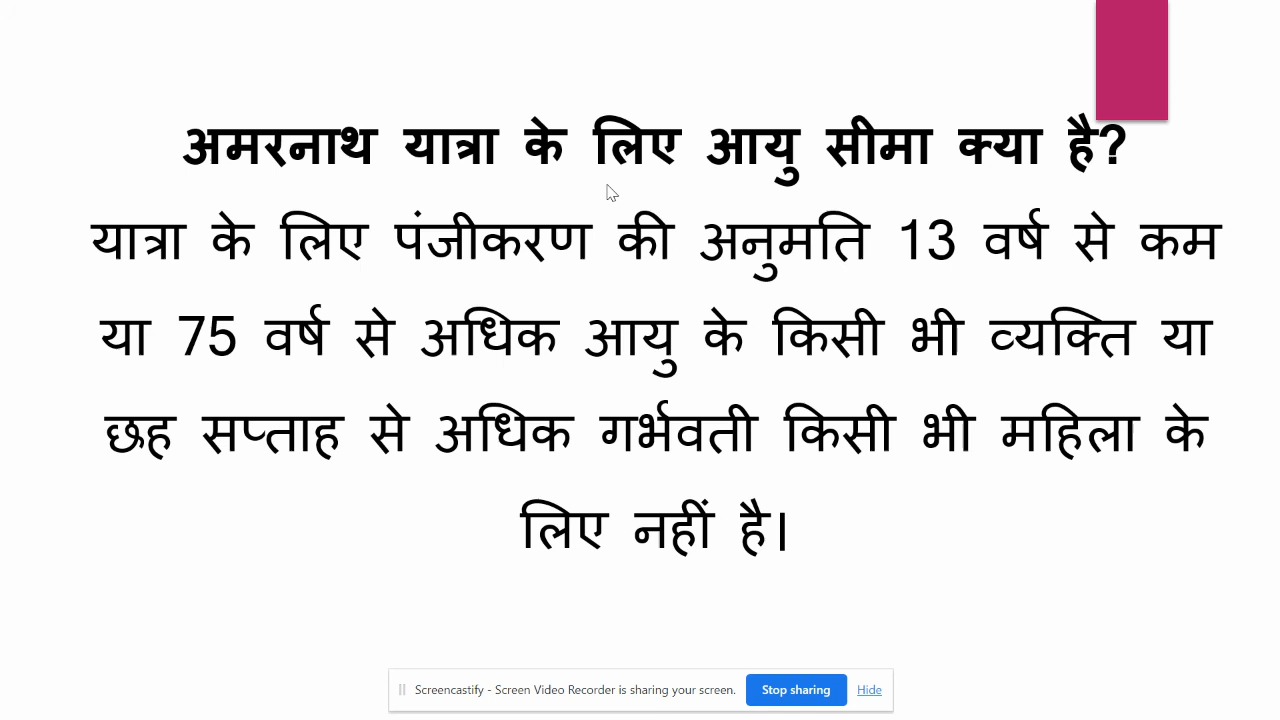 अमरनाथ यात्रा के लिए आयु सीमा क्या है?
यात्रा के लिए पंजीकरण की अनुमति 13 वर्ष से कम
या 75 वर्ष से अधिक आयु के किसी भी व्यक्ति या
छह सप्ताह से अधिक गर्भवती किसी भी महिला के
लिए नहीं है।
Screencastify - Screen Video Recorder is sharing your screen. Stop sharing Hide